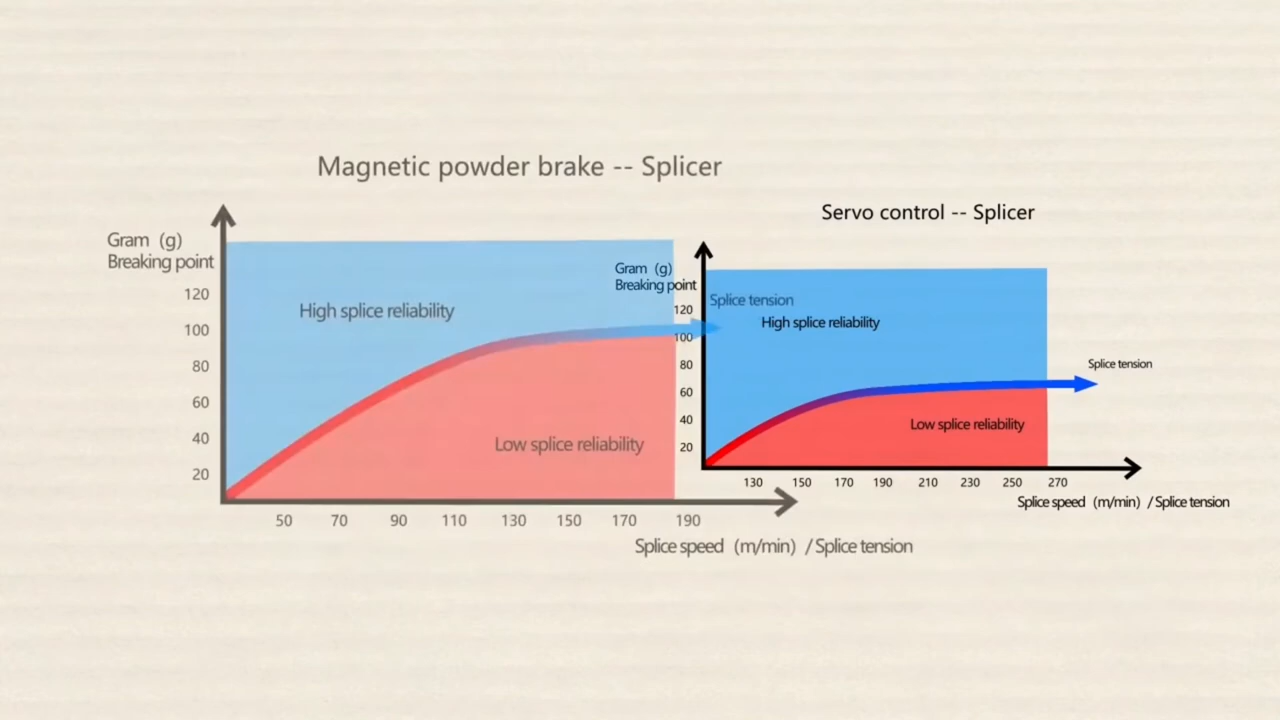 Magnetic powder brake -- Splicer
Gram (g)
Breaking point
120
100
80
60
40
20
High splice reliability
Low splice reliability
Splice tension
50 70 90 110 130 150 170 190
Splice speed (m/min) / Splice tension
Servo control -- Splicer
Gram (g)
Breaking point
120
100
80
60
40
20
High splice reliability
Low splice reliability
Splice tension
130 150 170 190 210 230 250 270
Splice speed (m/min) / Splice tension